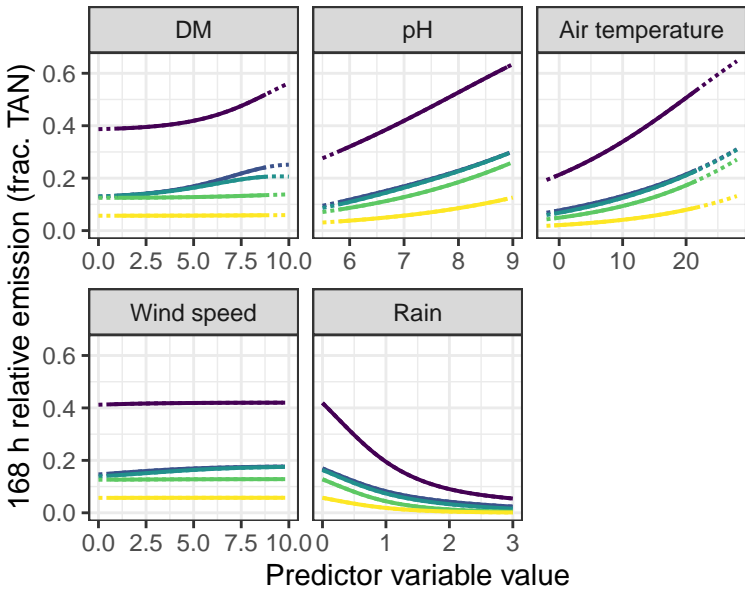 DM
pH
Air temperature
0.6
0.4
0.2
0.0
0.0 2.5 5.0 7.5 10.0
6 7 8 9
0 10 20
Wind speed
Rain
0.6
0.4
0.2
0.0
0.0 2.5 5.0 7.5 10.0
0 1 2 3
168 h relative emission (frac. TAN)
Predictor variable value